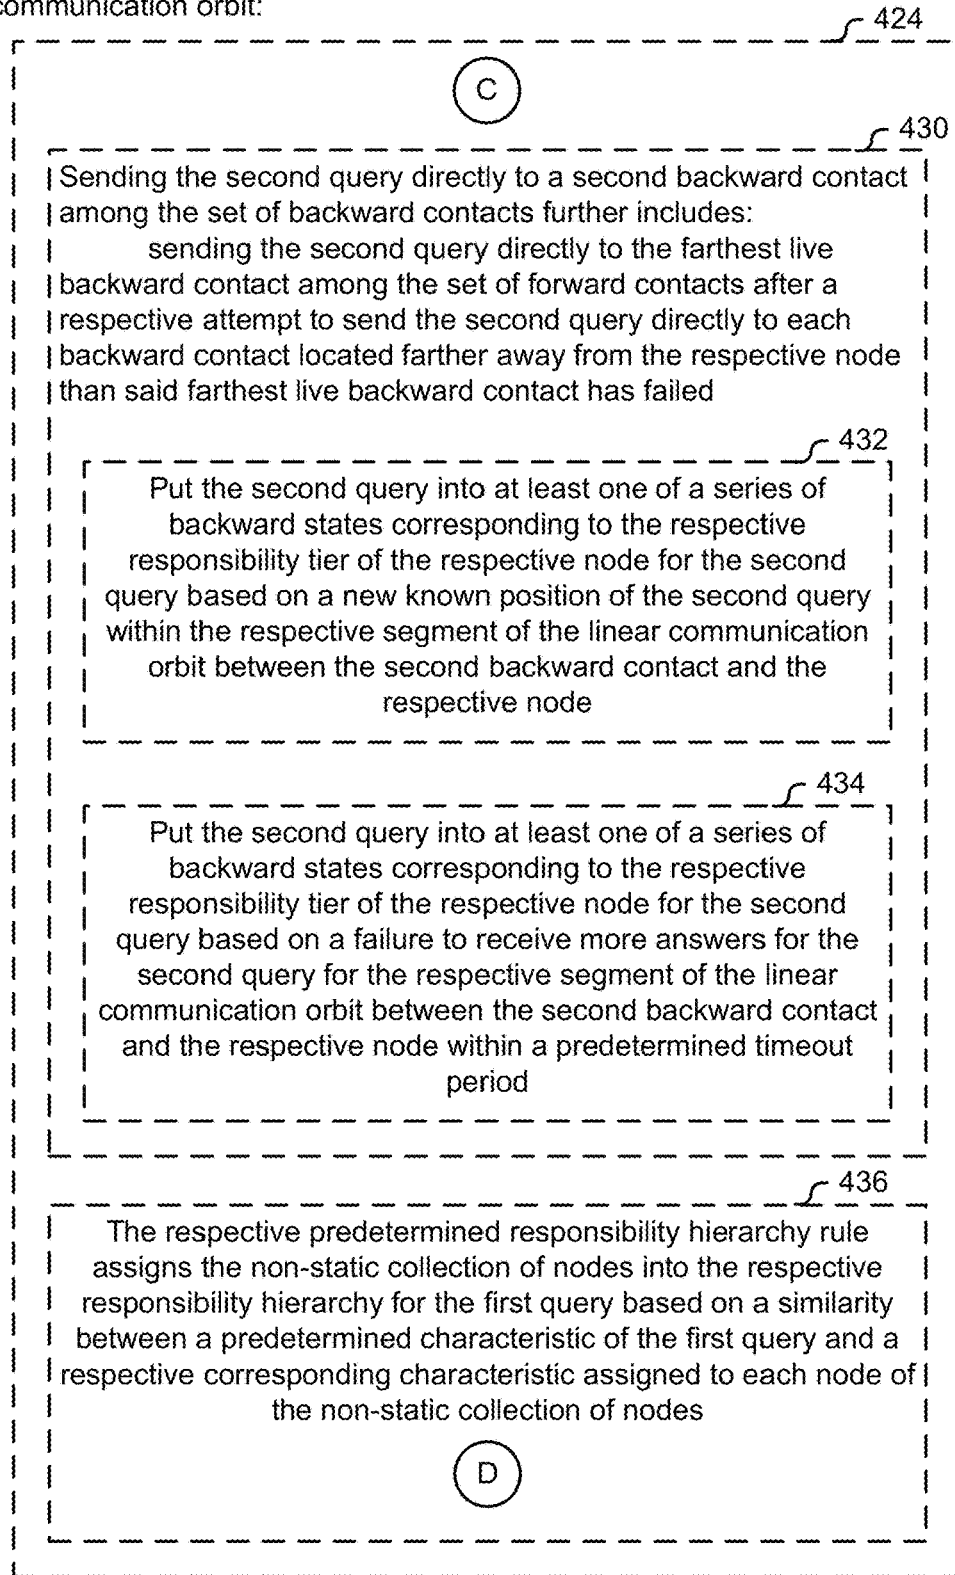 communication orbit:
424
C
430
Sending the second query directly to a second backward contact
among the set of backward contacts further includes:
sending the second query directly to the farthest live
backward contact among the set of forward contacts after a
respective attempt to send the second query directly to each
backward contact located farther away from the respective node
than said farthest live backward contact has failed
432
Put the second query into at least one of a series of
backward states corresponding to the respective
responsibility tier of the respective node for the second
query based on a new known position of the second query
within the respective segment of the linear communication
orbit between the second backward contact and the
respective node
434
Put the second query into at least one of a series of
backward states corresponding to the respective
responsibility tier of the respective node for the second
query based on a failure to receive more answers for the
second query for the respective segment of the linear
communication orbit between the second backward contact
and the respective node within a predetermined timeout
period
436
The respective predetermined responsibility hierarchy rule
assigns the non-static collection of nodes into the respective
responsibility hierarchy for the first query based on a similarity
between a predetermined characteristic of the first query and a
respective corresponding characteristic assigned to each node of
the non-static collection of nodes
D